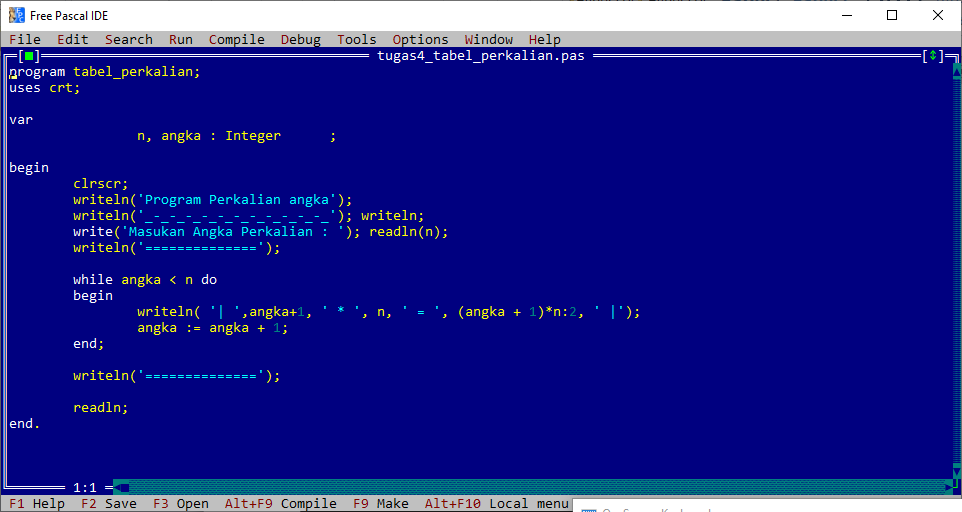 Free Pascal IDE
File Edit Search Run Compile Debug Tools Options Window Help
tugas4_tabel_perkalian.pas
program tabel_perkalian;
uses crt;
var
n, angka : Integer ;
begin
clrscr;
writeln('Program Perkalian angka');
writeln('_-_-_-_-_-_-_-_-_-_-_-_'); writeln;
write('Masukan Angka Perkalian : '); readln(n);
writeln('==============');
while angka < n do
begin
writeln( '| ',angka+1, ' * ', n, ' = ', (angka + 1)*n:2, ' |');
angka := angka + 1;
end;
writeln('==============');
readln;
end.
1:1
F1 Help F2 Save F3 Open Alt+F9 Compile F9 Make Alt+F10 Local menu